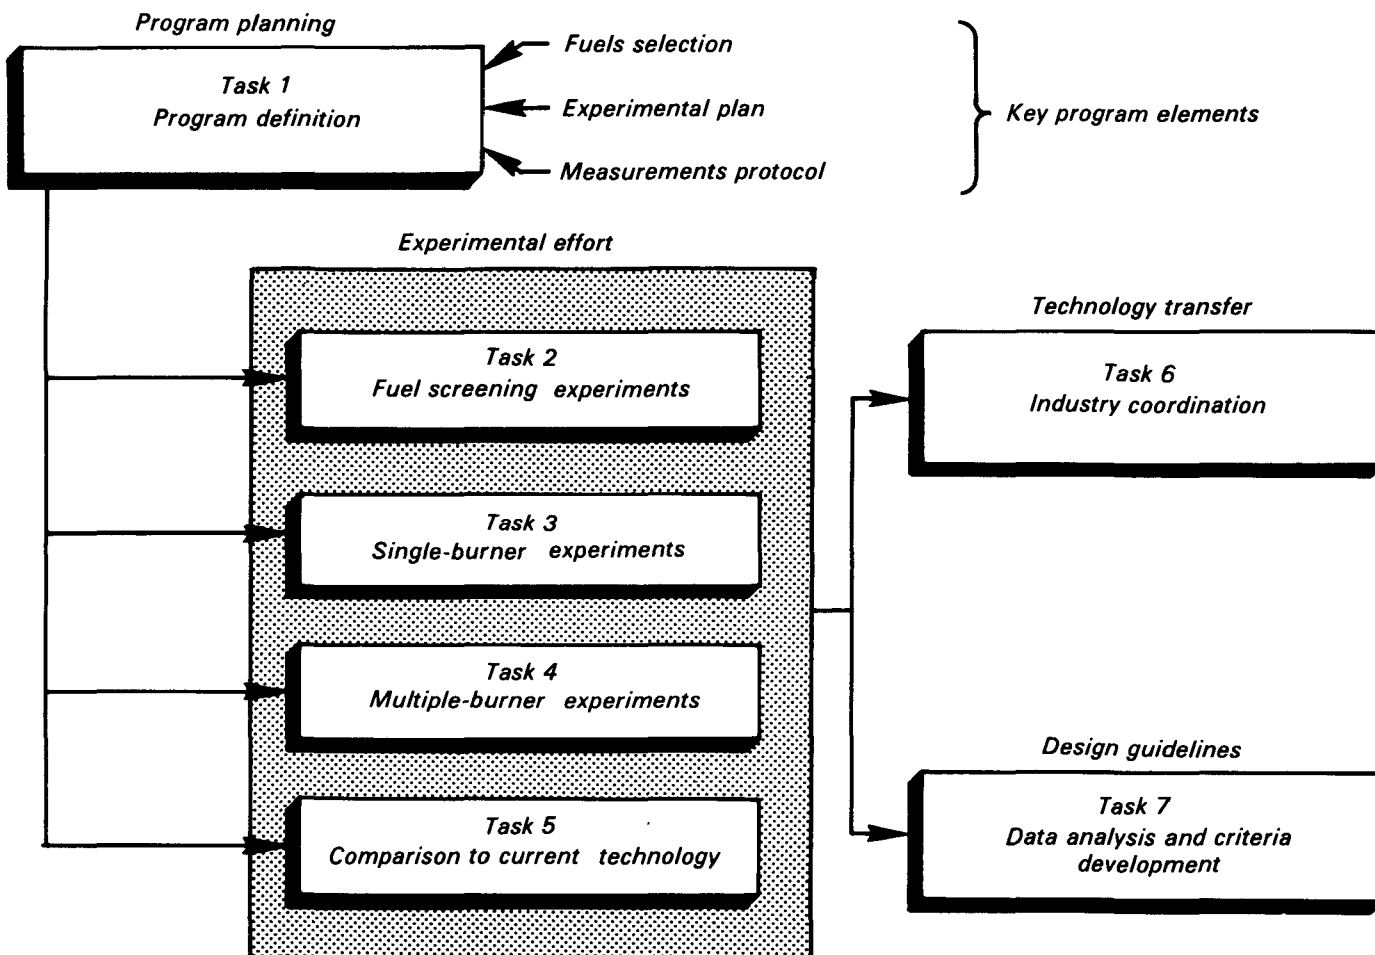 Program planning
Task 1
Program definition
Fuels selection
Experimental plan
Measurements protocol
Key program elements
Experimental effort
Task 2
Fuel screening experiments
Task 3
Single-burner experiments
Task 4
Multiple-burner experiments
Task 5
Comparison to current technology
Technology transfer
Task 6
Industry coordination
Design guidelines
Task 7
Data analysis and criteria
development